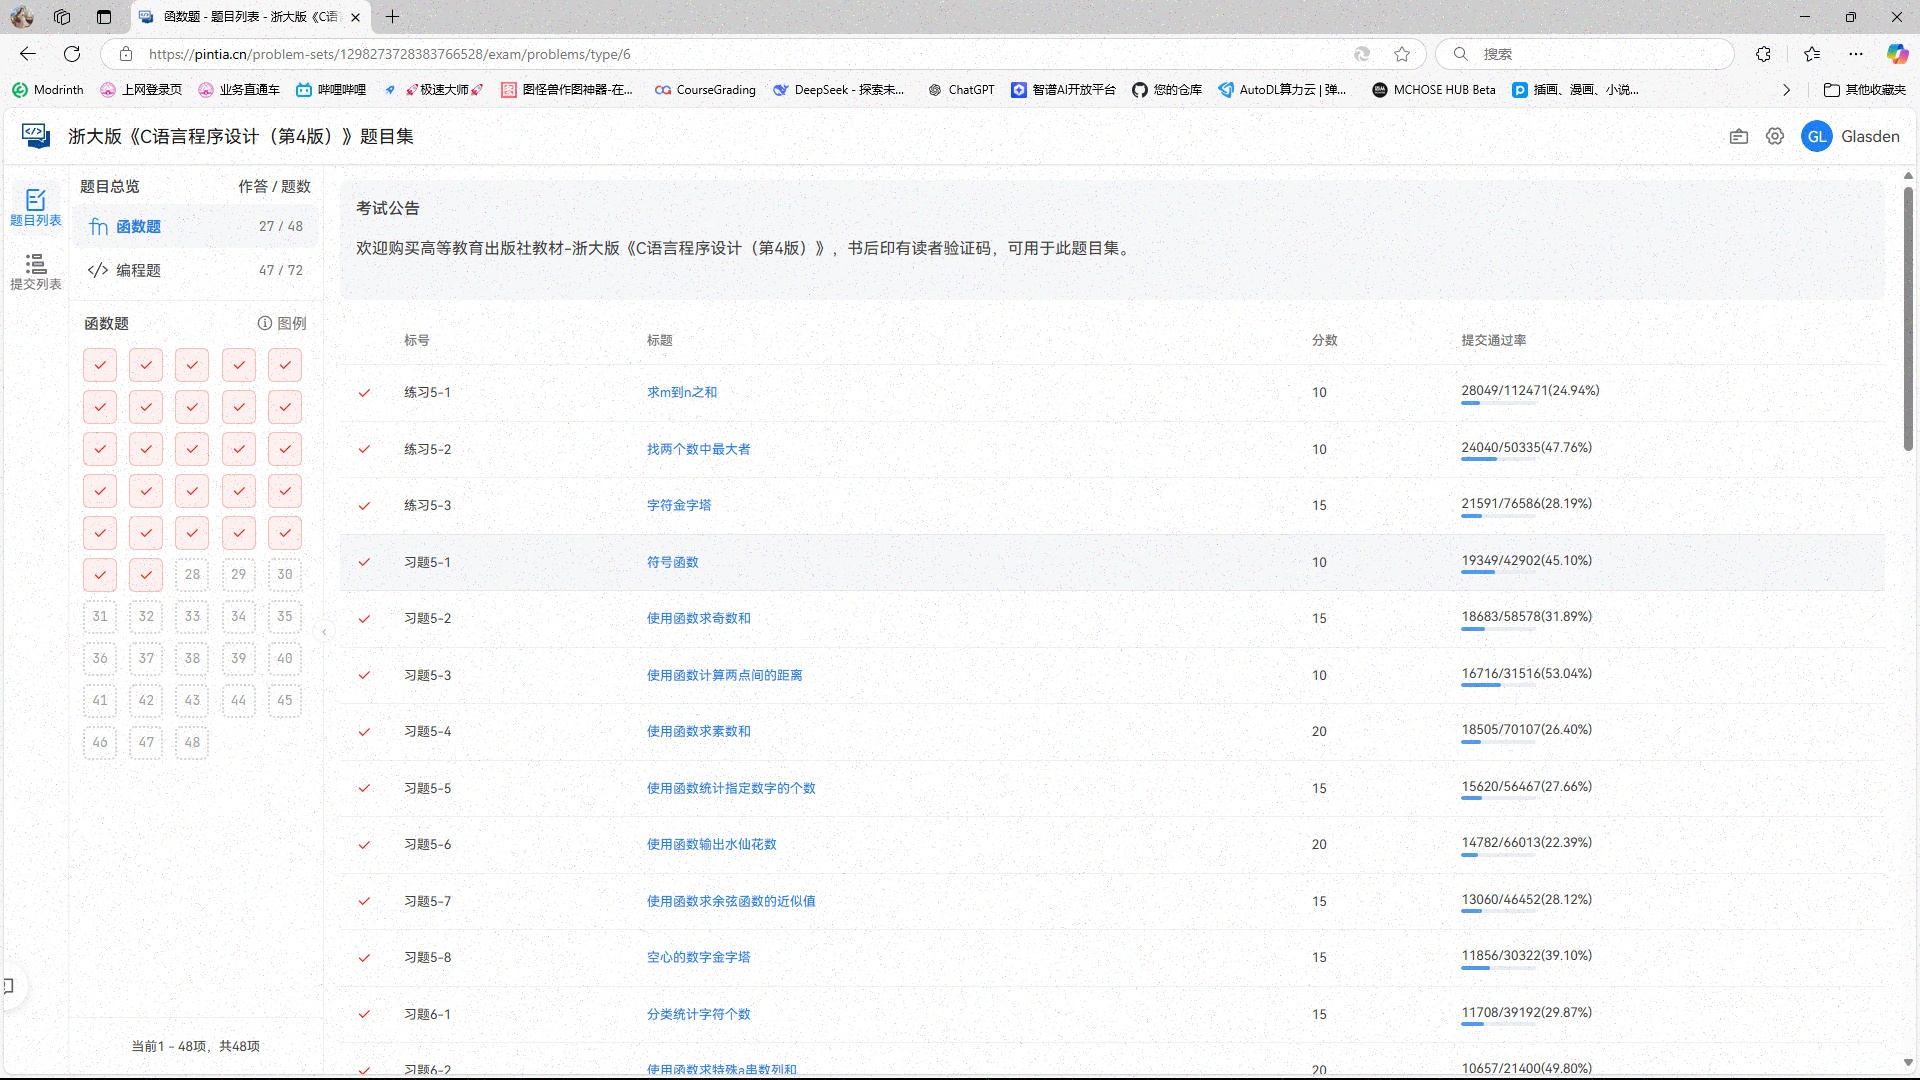 函数题 - 题目列表 - 浙大版《C语
https://pintia.cn/problem-sets/1298273728383766528/exam/problems/type/6
搜索
Modrinth
上网登录页
业务直通车
哔哩哔哩
🚀极速大师🚀
图怪兽作图神器-在...
CourseGrading
DeepSeek - 探索未...
ChatGPT
智谱AI开放平台
您的仓库
AutoDL算力云 | 弹...
MCHOSE HUB Beta
插画、漫画、小说...
其他收藏夹
浙大版《C语言程序设计（第4版）》题目集
GL
Glasden
题目列表
提交列表
题目总览 作答 / 题数
函数题 27 / 48
编程题 47 / 72
函数题 图例
28 29 30
31 32 33 34 35
36 37 38 39 40
41 42 43 44 45
46 47 48
当前1 - 48项，共48项
考试公告
欢迎购买高等教育出版社教材-浙大版《C语言程序设计（第4版）》，书后印有读者验证码，可用于此题目集。
标号 标题 分数 提交通过率
练习5-1 求m到n之和 10 28049/112471(24.94%)
练习5-2 找两个数中最大者 10 24040/50335(47.76%)
练习5-3 字符金字塔 15 21591/76586(28.19%)
习题5-1 符号函数 10 19349/42902(45.10%)
习题5-2 使用函数求奇数和 15 18683/58578(31.89%)
习题5-3 使用函数计算两点间的距离 10 16716/31516(53.04%)
习题5-4 使用函数求素数和 20 18505/70107(26.40%)
习题5-5 使用函数统计指定数字的个数 15 15620/56467(27.66%)
习题5-6 使用函数输出水仙花数 20 14782/66013(22.39%)
习题5-7 使用函数求余弦函数的近似值 15 13060/46452(28.12%)
习题5-8 空心的数字金字塔 15 11856/30322(39.10%)
习题6-1 分类统计字符个数 15 11708/39192(29.87%)
习题6-2 使用函数求特殊a串数列和 20 10657/21400(49.80%)